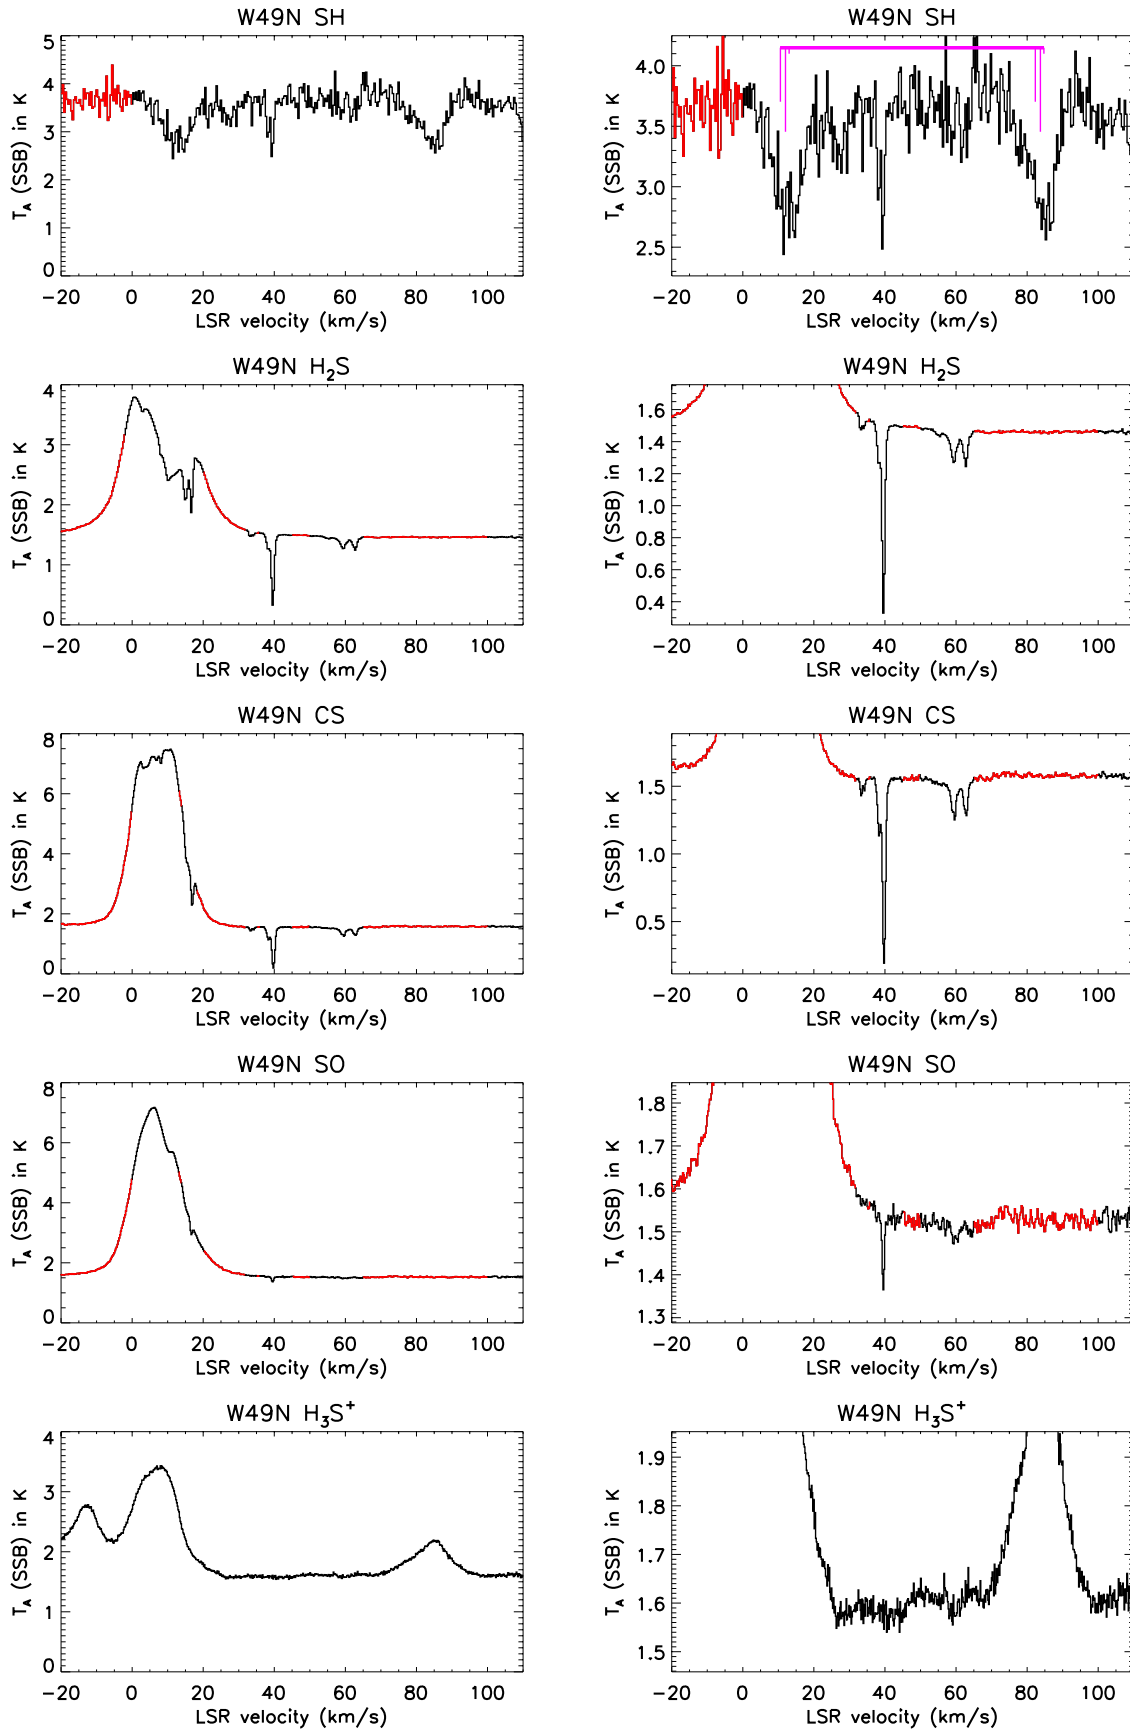 W49N SH
T_A (SSB) in K
5
4
3
2
1
0
−20 0 20 40 60 80 100
LSR velocity (km/s)
W49N SH
T_A (SSB) in K
4.0
3.5
3.0
2.5
−20 0 20 40 60 80 100
LSR velocity (km/s)
W49N H₂S
T_A (SSB) in K
4
3
2
1
0
−20 0 20 40 60 80 100
LSR velocity (km/s)
W49N H₂S
T_A (SSB) in K
1.6
1.4
1.2
1.0
0.8
0.6
0.4
−20 0 20 40 60 80 100
LSR velocity (km/s)
W49N CS
T_A (SSB) in K
8
6
4
2
0
−20 0 20 40 60 80 100
LSR velocity (km/s)
W49N CS
T_A (SSB) in K
1.5
1.0
0.5
−20 0 20 40 60 80 100
LSR velocity (km/s)
W49N SO
T_A (SSB) in K
8
6
4
2
0
−20 0 20 40 60 80 100
LSR velocity (km/s)
W49N SO
T_A (SSB) in K
1.8
1.7
1.6
1.5
1.4
1.3
−20 0 20 40 60 80 100
LSR velocity (km/s)
W49N H₃S⁺
T_A (SSB) in K
4
3
2
1
0
−20 0 20 40 60 80 100
LSR velocity (km/s)
W49N H₃S⁺
T_A (SSB) in K
1.9
1.8
1.7
1.6
1.5
−20 0 20 40 60 80 100
LSR velocity (km/s)